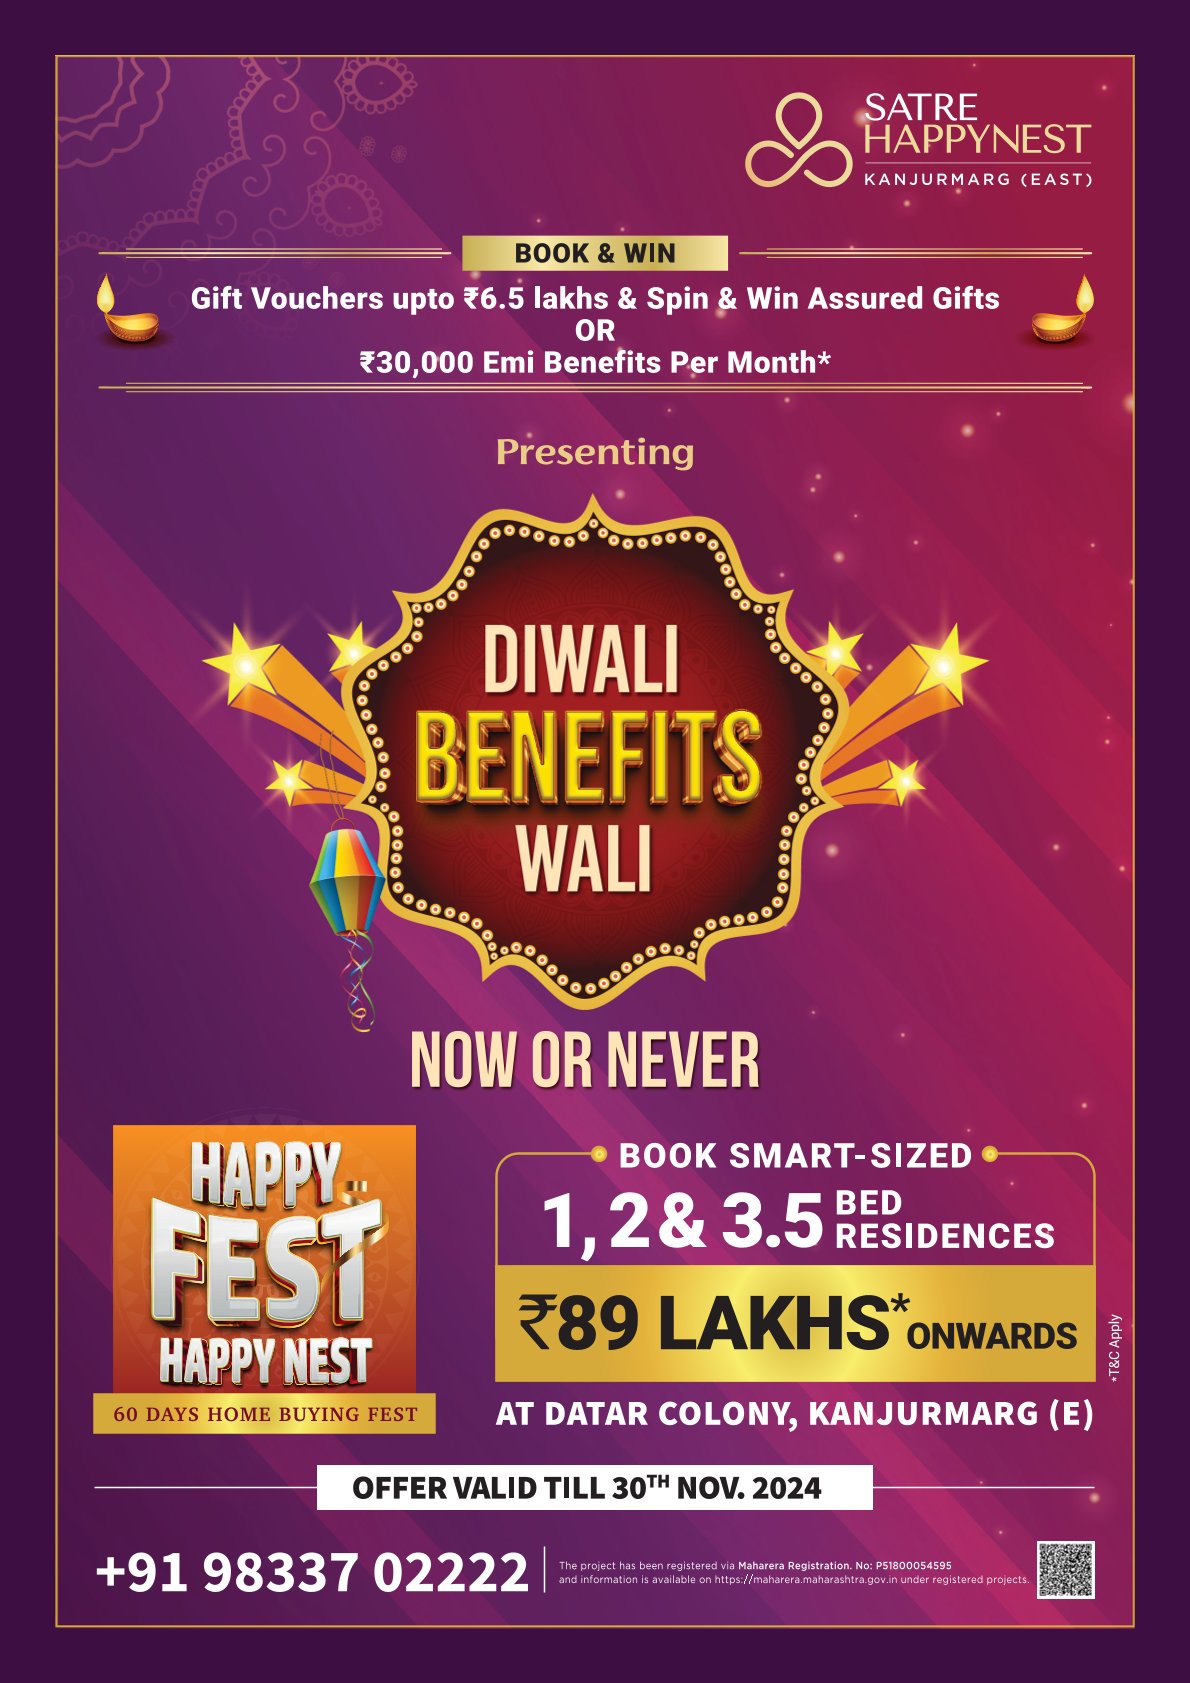 SATRE
HAPPYNEST
KANJURMARG (EAST)
BOOK & WIN
Gift Vouchers upto ₹6.5 lakhs & Spin & Win Assured Gifts
OR
₹30,000 Emi Benefits Per Month*
Presenting
DIWALI
BENEFITS
WALI
NOW OR NEVER
HAPPY
FEST
HAPPY NEST
60 DAYS HOME BUYING FEST
BOOK SMART-SIZED
1, 2 & 3.5 BED RESIDENCES
₹89 LAKHS* ONWARDS
*T&C Apply
AT DATAR COLONY, KANJURMARG (E)
OFFER VALID TILL 30TH NOV. 2024
+91 98337 02222
The project has been registered via Maharera Registration. No: P51800054595
and information is available on https://maharera.maharashtra.gov.in under registered projects.